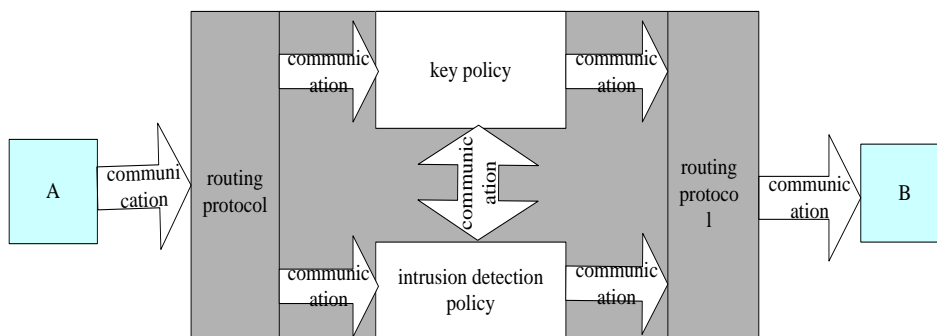 communic
ation
key policy
communic
ation
A
communi
cation
routing
protocol
communic
ation
routing
protoco
l
communic
ation
B
communic
ation
intrusion detection
policy
communic
ation